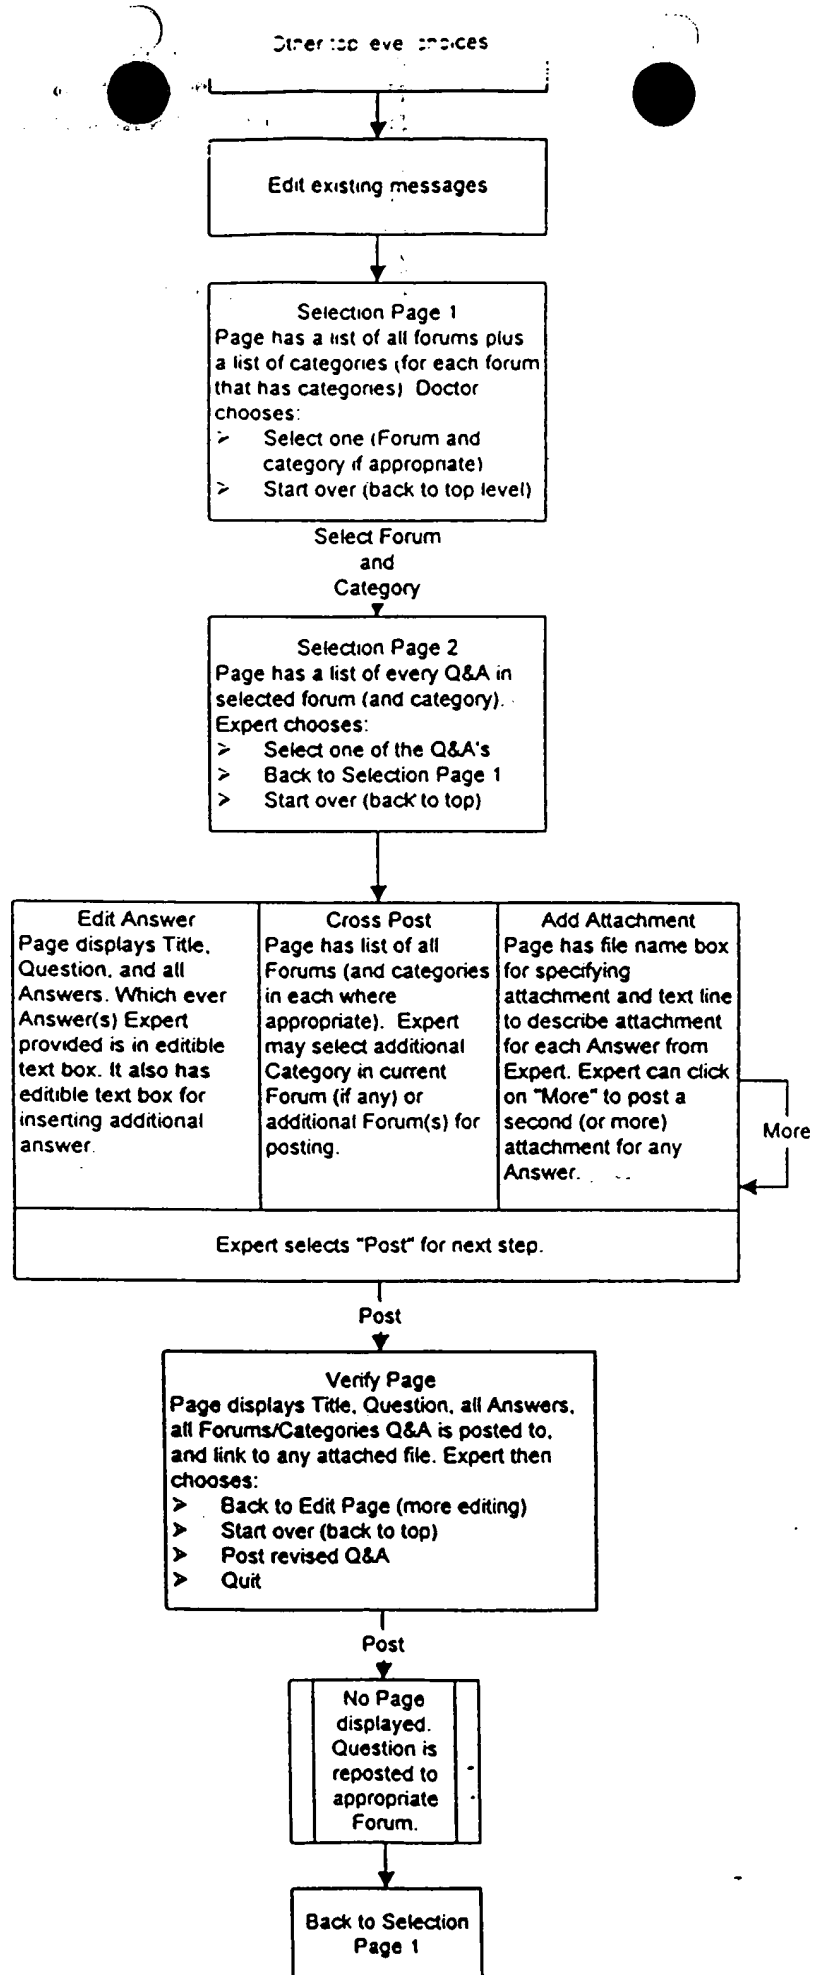 Other top level choices
Edit existing messages
Selection Page 1
Page has a list of all forums plus
a list of categories (for each forum
that has categories) Doctor
chooses:
➢ Select one (Forum and
category if appropriate)
➢ Start over (back to top level)
Select Forum
and
Category
Selection Page 2
Page has a list of every Q&A in
selected forum (and category).
Expert chooses:
➢ Select one of the Q&A's
➢ Back to Selection Page 1
➢ Start over (back to top)
Edit Answer
Page displays Title,
Question, and all
Answers. Which ever
Answer(s) Expert
provided is in editible
text box. It also has
editible text box for
inserting additional
answer.
Cross Post
Page has list of all
Forums (and categories
in each where
appropriate). Expert
may select additional
Category in current
Forum (if any) or
additional Forum(s) for
posting.
Add Attachment
Page has file name box
for specifying
attachment and text line
to describe attachment
for each Answer from
Expert. Expert can click
on "More" to post a
second (or more)
attachment for any
Answer.
More
Expert selects "Post" for next step.
Post
Verify Page
Page displays Title, Question, all Answers,
all Forums/Categories Q&A is posted to,
and link to any attached file. Expert then
chooses:
➢ Back to Edit Page (more editing)
➢ Start over (back to top)
➢ Post revised Q&A
➢ Quit
Post
No Page
displayed.
Question is
reposted to
appropriate
Forum.
Back to Selection
Page 1